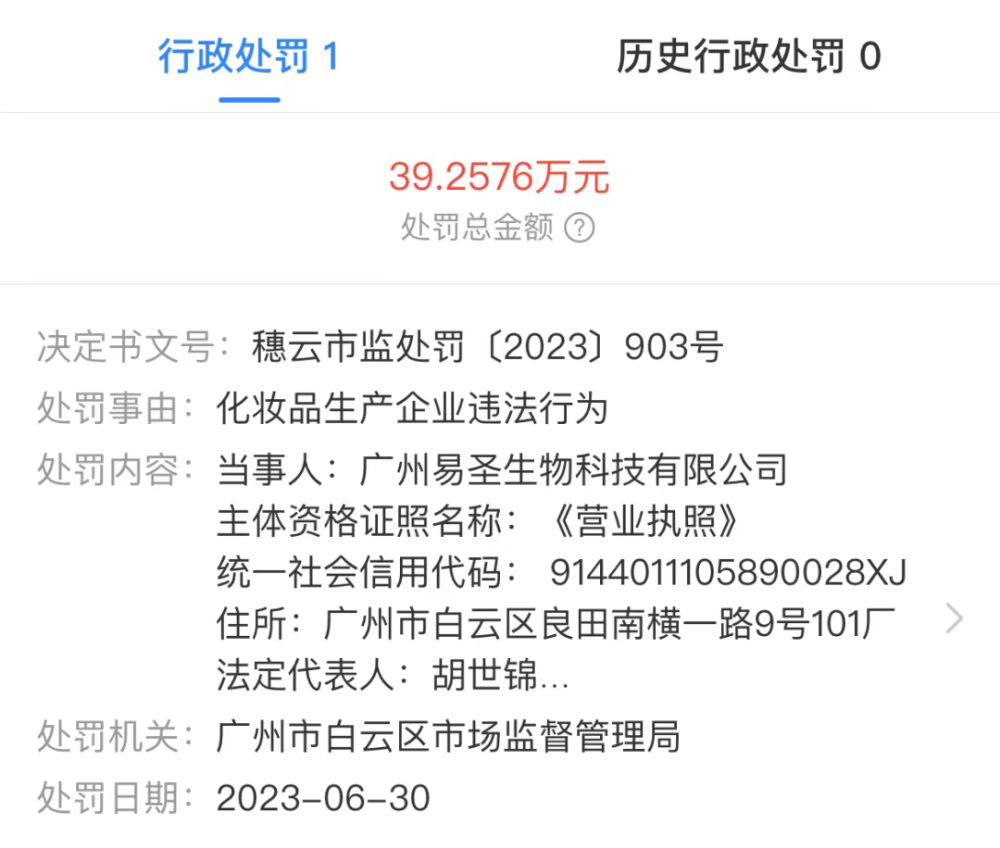 行政处罚 1
历史行政处罚 0
39.2576万元
处罚总金额 ?
决定书文号: 穗云市监处罚〔2023〕903号
处罚事由: 化妆品生产企业违法行为
处罚内容: 当事人：广州易圣生物科技有限公司
主体资格证照名称：《营业执照》
统一社会信用代码： 9144011105890028XJ
住所：广州市白云区良田南横一路9号101厂
法定代表人：胡世锦...
处罚机关: 广州市白云区市场监督管理局
处罚日期: 2023-06-30